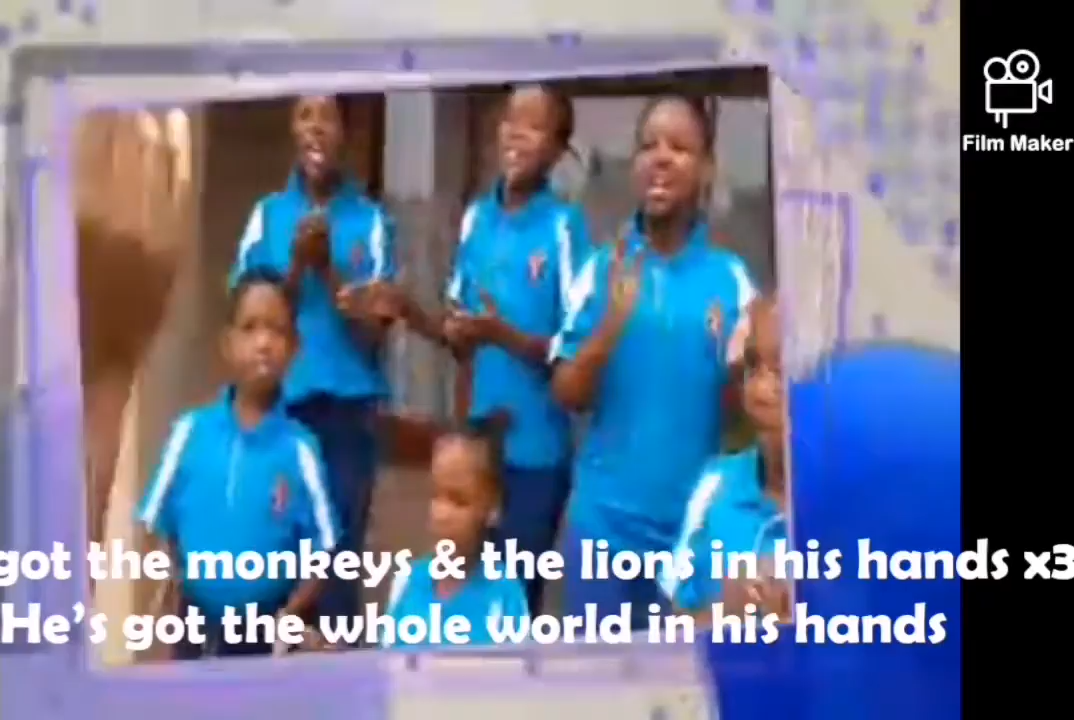 Film Maker
got the monkeys & the lions in his hands x3
He's got the whole world in his hands